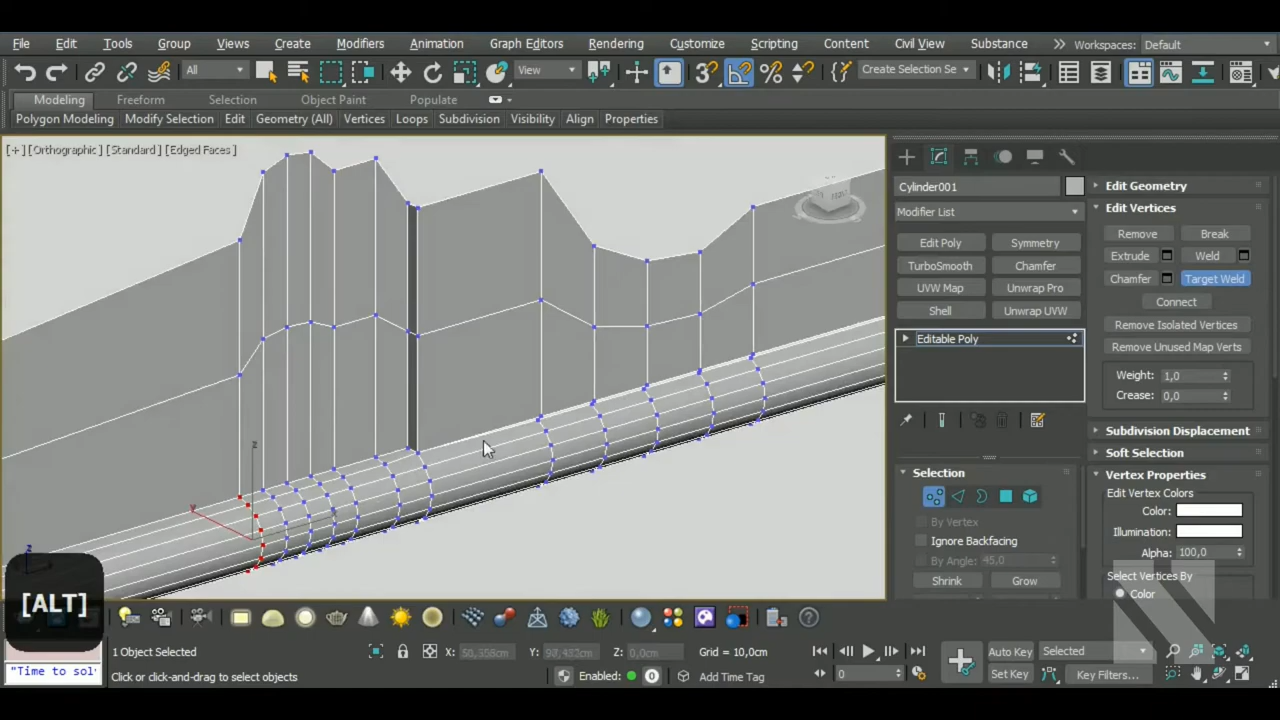 File Edit Tools Group Views Create Modifiers Animation Graph Editors Rendering Customize Scripting Content Civil View Substance Workspaces: Default
All View Create Selection Se
Modeling Freeform Selection Object Paint Populate
Polygon Modeling Modify Selection Edit Geometry (All) Vertices Loops Subdivision Visibility Align Properties
[+] [Orthographic] [Standard] [Edged Faces]
Cylinder001
Modifier List
Edit Poly Symmetry
TurboSmooth Chamfer
UVW Map Unwrap Pro
Shell Unwrap UVW
Editable Poly
Selection
By Vertex
Ignore Backfacing
By Angle: 45,0
Shrink Grow
Edit Geometry
Edit Vertices
Remove Break
Extrude Weld
Chamfer Target Weld
Connect
Remove Isolated Vertices
Remove Unused Map Verts
Weight: 1,0
Crease: 0,0
Subdivision Displacement
Soft Selection
Vertex Properties
Edit Vertex Colors
Color:
Illumination:
Alpha: 100,0
Select Vertices By
Color
z
y
z
[ALT]
"Time to sol
1 Object Selected
Click or click-and-drag to select objects
X: 50,358cm Y: 98,482cm Z: 0,0cm Grid = 10,0cm
Enabled: 0 Add Time Tag
0
Auto Key Selected
Set Key Key Filters...